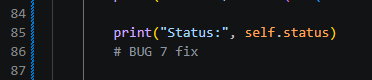 84
85 print("Status:", self.status)
86 # BUG 7 fix
87